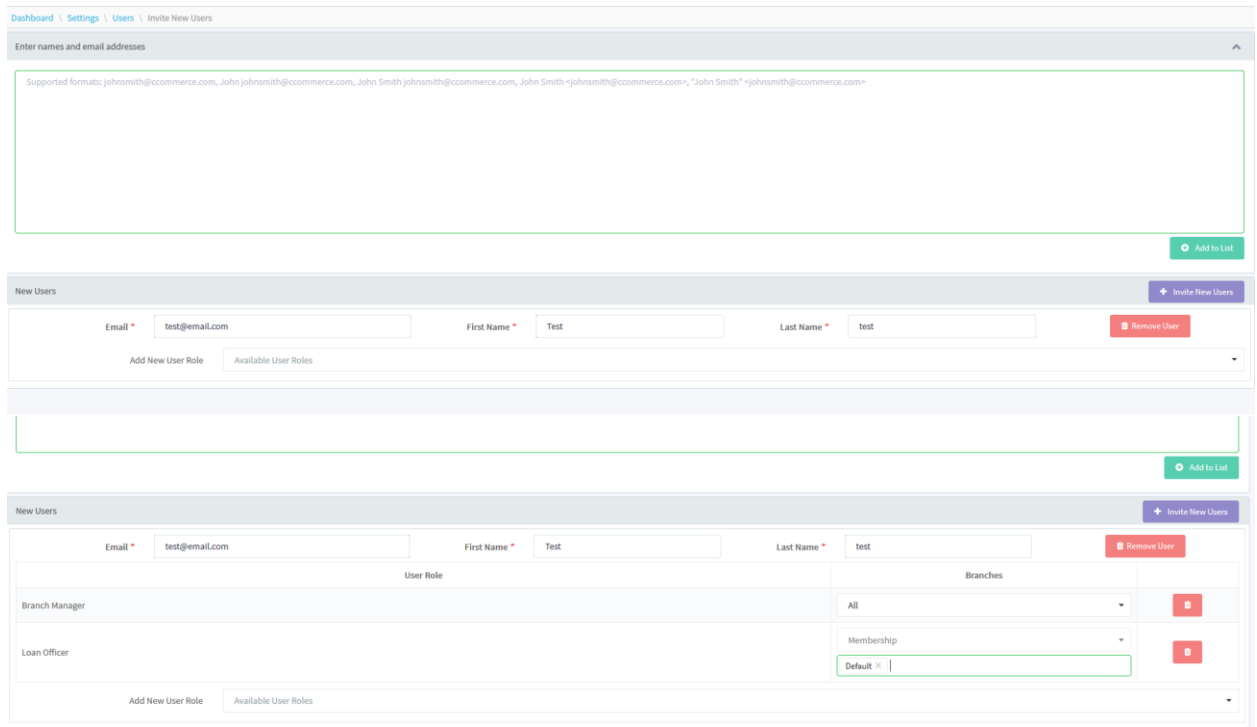 Dashboard \ Settings \ Users \ Invite New Users
Enter names and email addresses
Supported formats: johnsmith@ccommerce.com, John johnsmith@ccommerce.com, John Smith johnsmith@ccommerce.com, John Smith <johnsmith@ccommerce.com>, "John Smith" <johnsmith@ccommerce.com>
Add to List
New Users + Invite New Users
Email * test@email.com First Name * Test Last Name * test Remove User
Add New User Role Available User Roles
Add to List
New Users + Invite New Users
Email * test@email.com First Name * Test Last Name * test Remove User
User Role Branches
Branch Manager All
Membership
Loan Officer
Default ×
Add New User Role Available User Roles